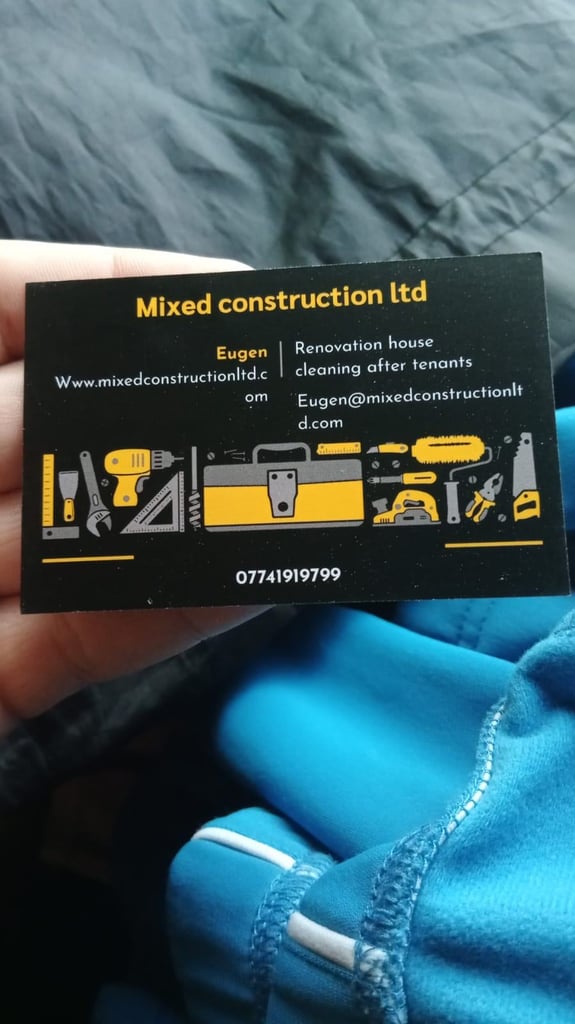 Mixed construction ltd
Eugen
Www.mixedconstructionltd.c
om
Renovation house
cleaning after tenants
Eugen@mixedconstructionlt
d.com
07741919799